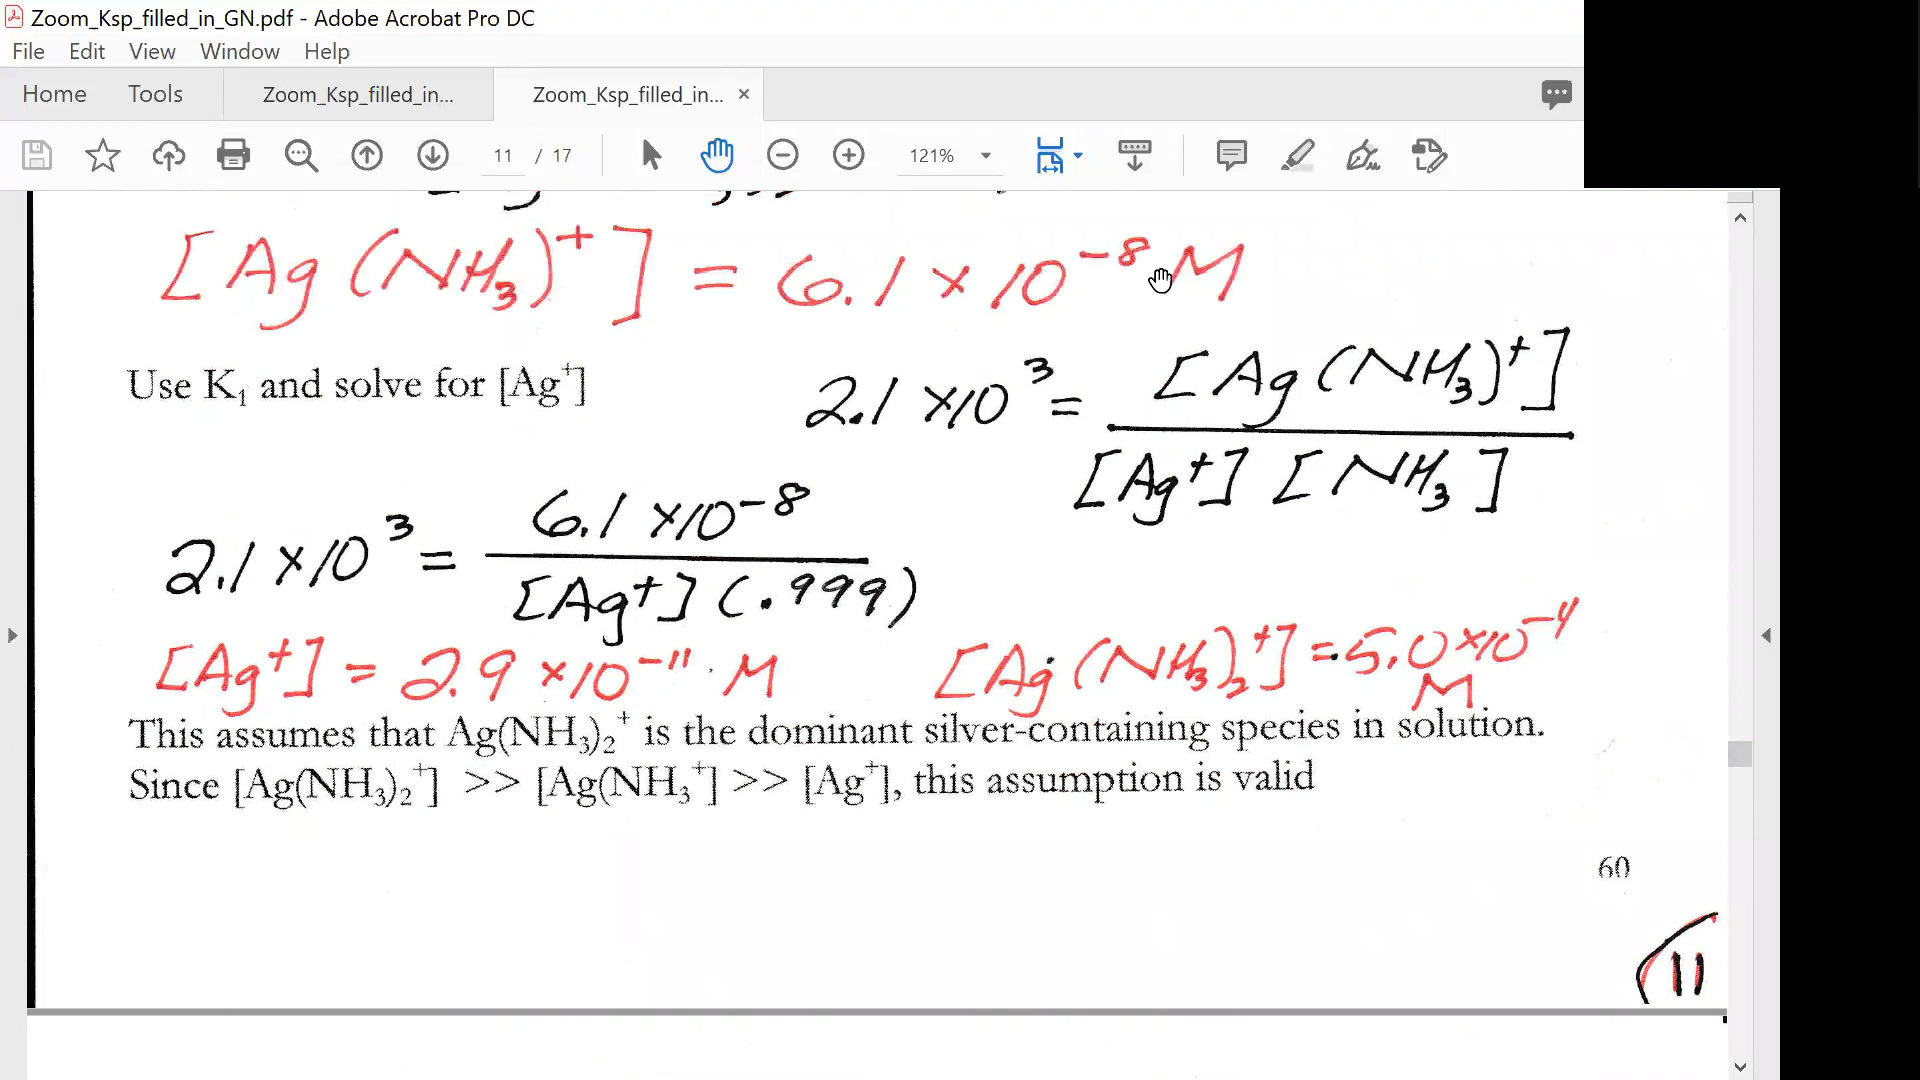 Zoom_Ksp_filled_in_GN.pdf - Adobe Acrobat Pro DC
File Edit View Window Help
Home Tools Zoom_Ksp_filled_in... Zoom_Ksp_filled_in... ×
11 / 17 121%
[Ag(NH₃)⁺] = 6.1 × 10⁻⁸ M
Use K₁ and solve for [Ag⁺]
2.1 × 10³ = [Ag(NH₃)⁺]
[Ag⁺] [NH₃]
2.1 × 10³ = 6.1 × 10⁻⁸
[Ag⁺] (.999)
[Ag⁺] = 2.9 × 10⁻¹¹ M [Ag(NH₃)₂⁺] = 5.0 × 10⁻⁴ M
This assumes that Ag(NH₃)₂⁺ is the dominant silver-containing species in solution.
Since [Ag(NH₃)₂⁺] >> [Ag(NH₃⁺] >> [Ag⁺], this assumption is valid
60
11